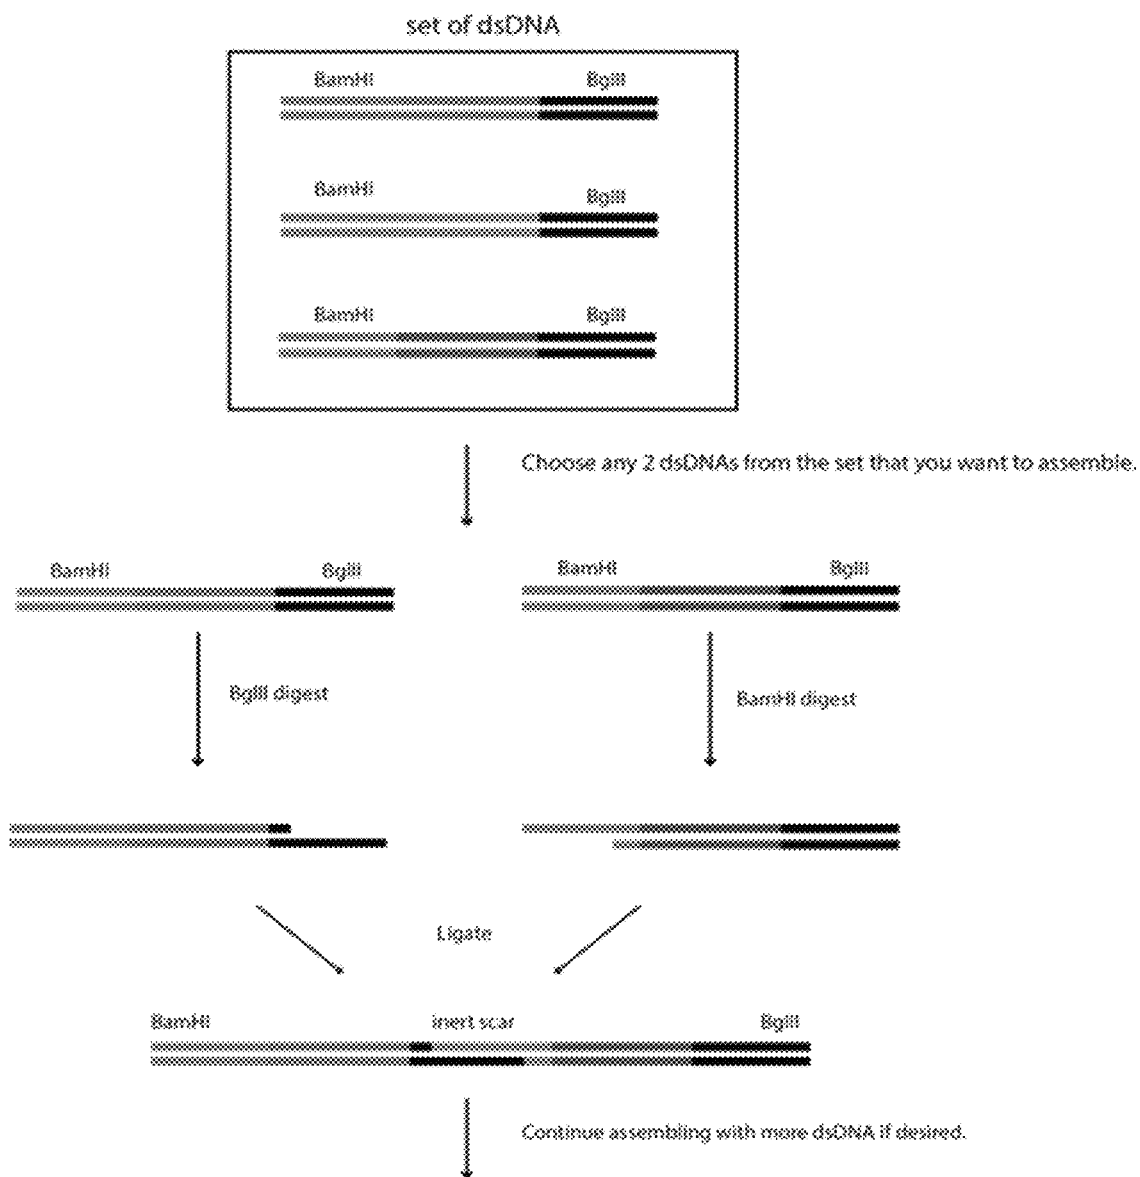 set of dsDNA
BamHI BglII
BamHI BglII
BamHI BglII
Choose any 2 dsDNAs from the set that you want to assemble.
BamHI BglII BamHI BglII
BglII digest
BamHI digest
Ligate
BamHI inert scar BglII
Continue assembling with more dsDNA if desired.